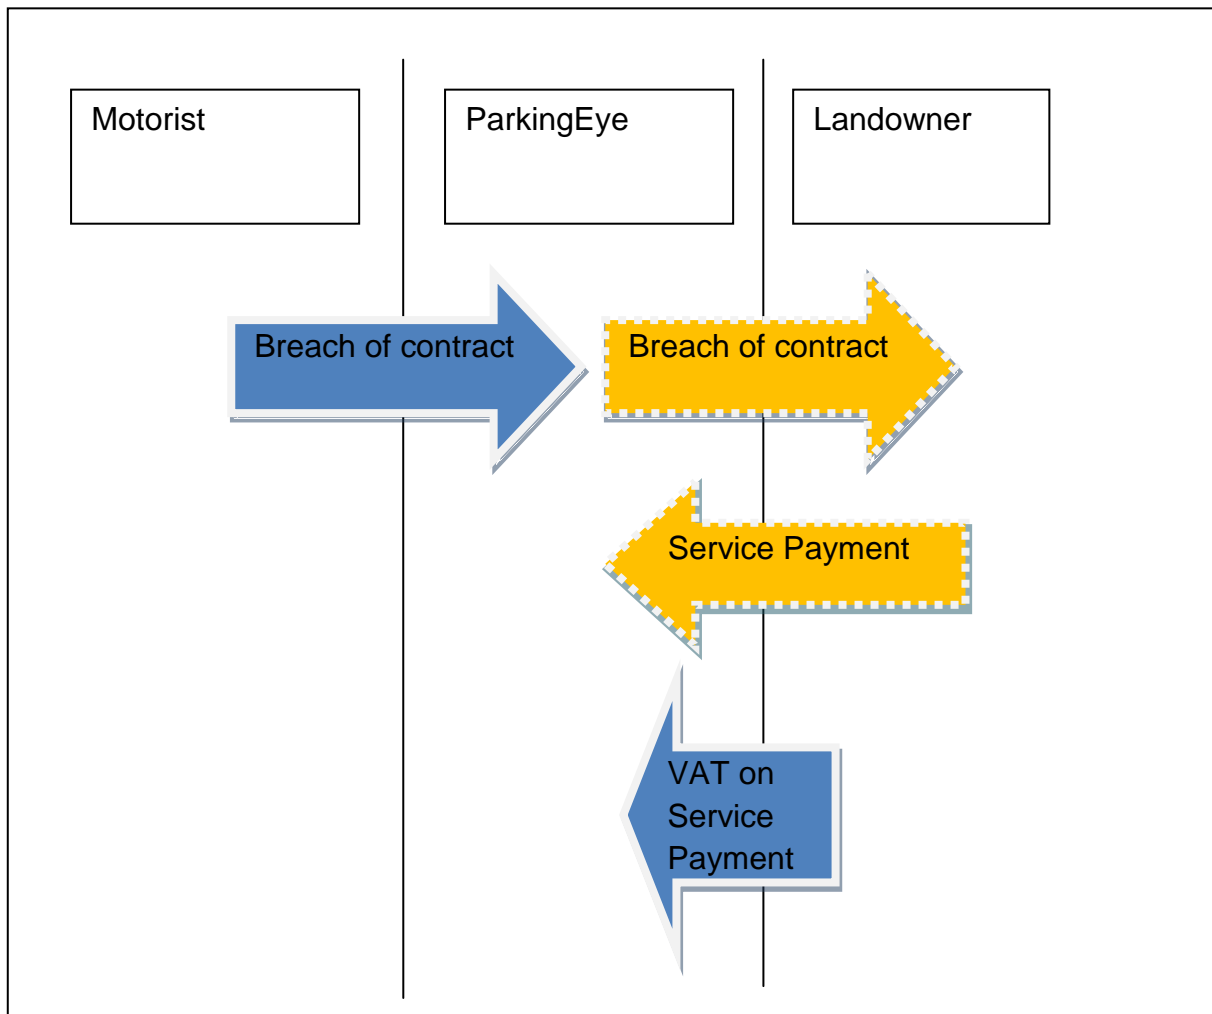 Motorist
ParkingEye
Landowner
Breach of contract
Breach of contract
Service Payment
VAT on
Service
Payment